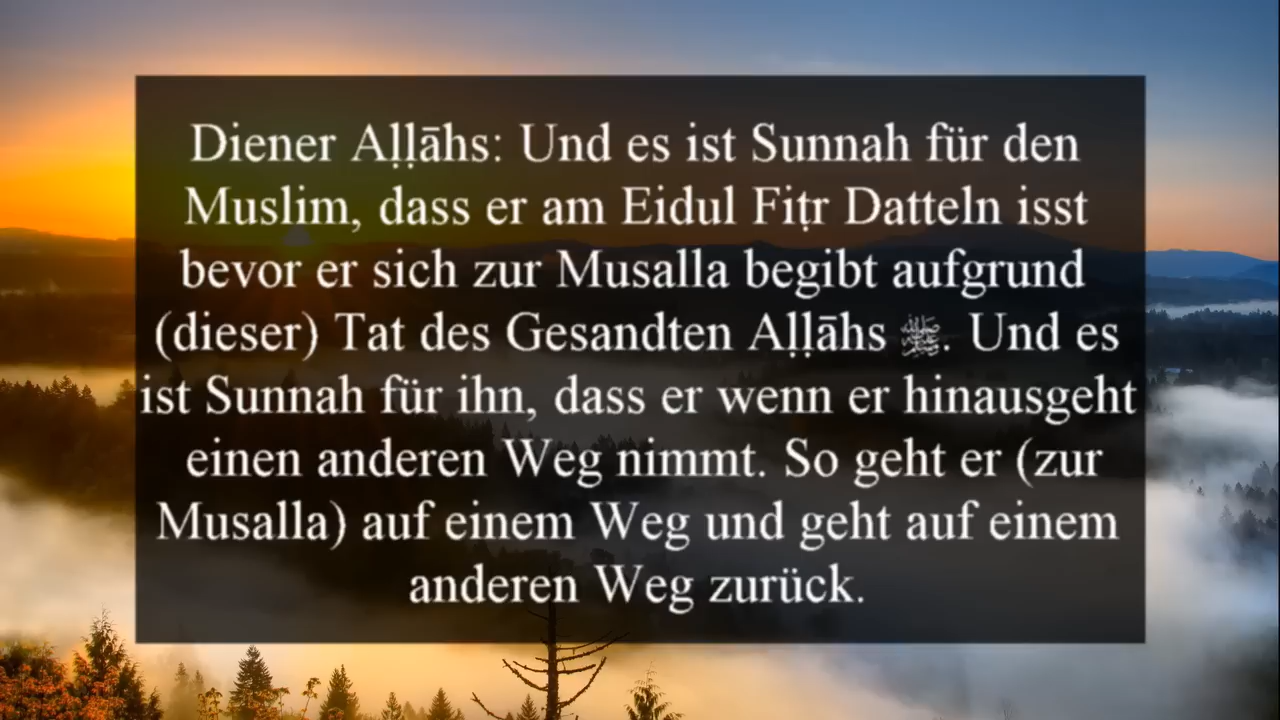 Diener Aḷḷāhs: Und es ist Sunnah für den
Muslim, dass er am Eidul Fiṭr Datteln isst
bevor er sich zur Musalla begibt aufgrund
(dieser) Tat des Gesandten Aḷḷāhs ﷺ. Und es
ist Sunnah für ihn, dass er wenn er hinausgeht
einen anderen Weg nimmt. So geht er (zur
Musalla) auf einem Weg und geht auf einem
anderen Weg zurück.